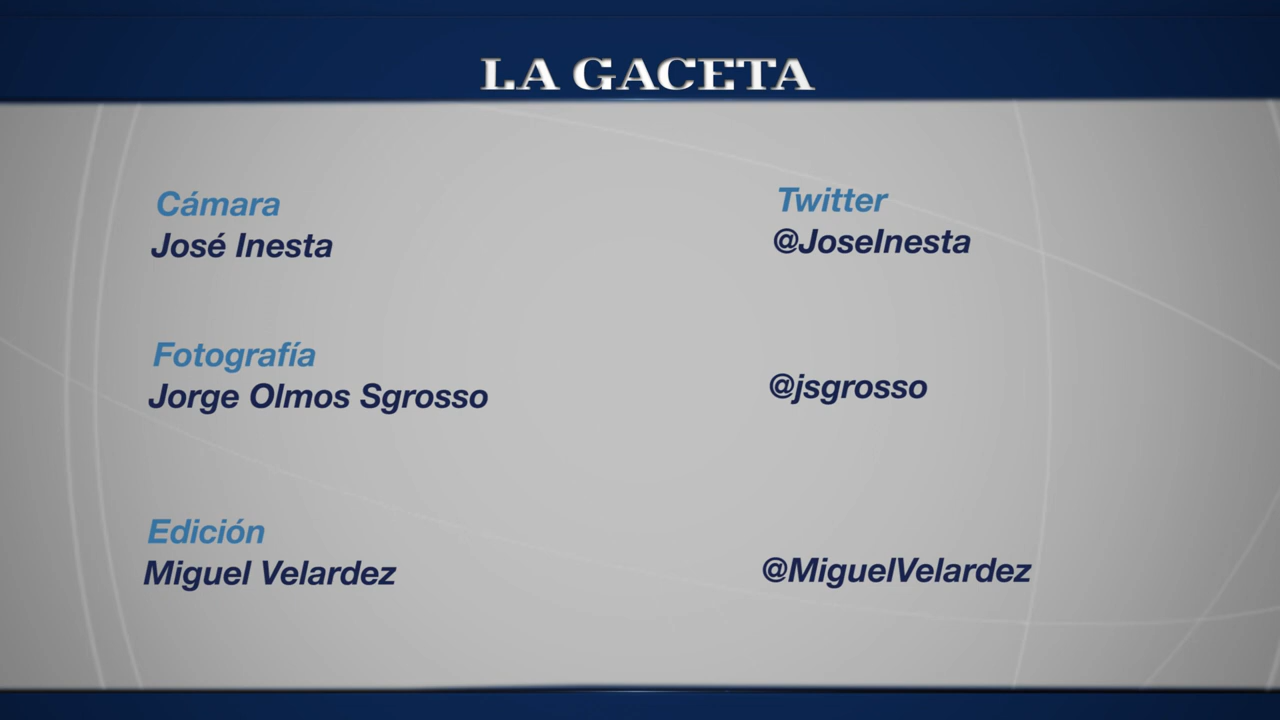 LA GACETA
Cámara
José Inesta
Twitter
@JoseInesta
Fotografía
Jorge Olmos Sgrosso
@jsgrosso
Edición
Miguel Velardez
@MiguelVelardez